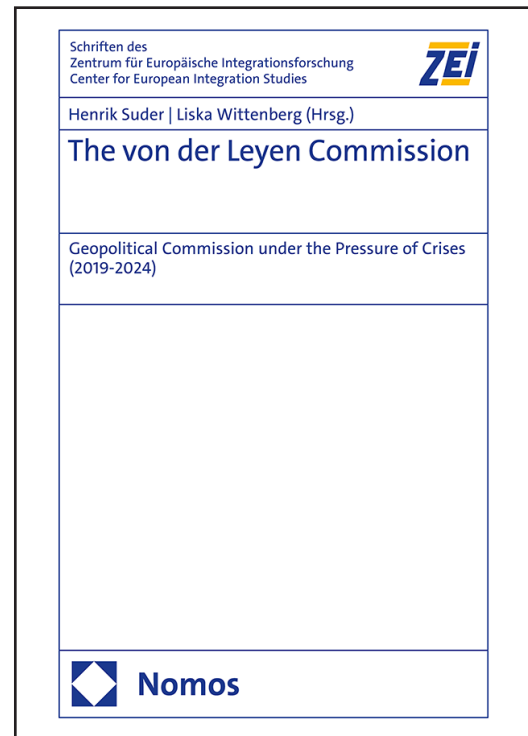 Schriften des
Zentrum für Europäische Integrationsforschung
Center for European Integration Studies
ZEI
Henrik Suder | Liska Wittenberg (Hrsg.)
The von der Leyen Commission
Geopolitical Commission under the Pressure of Crises
(2019-2024)
Nomos